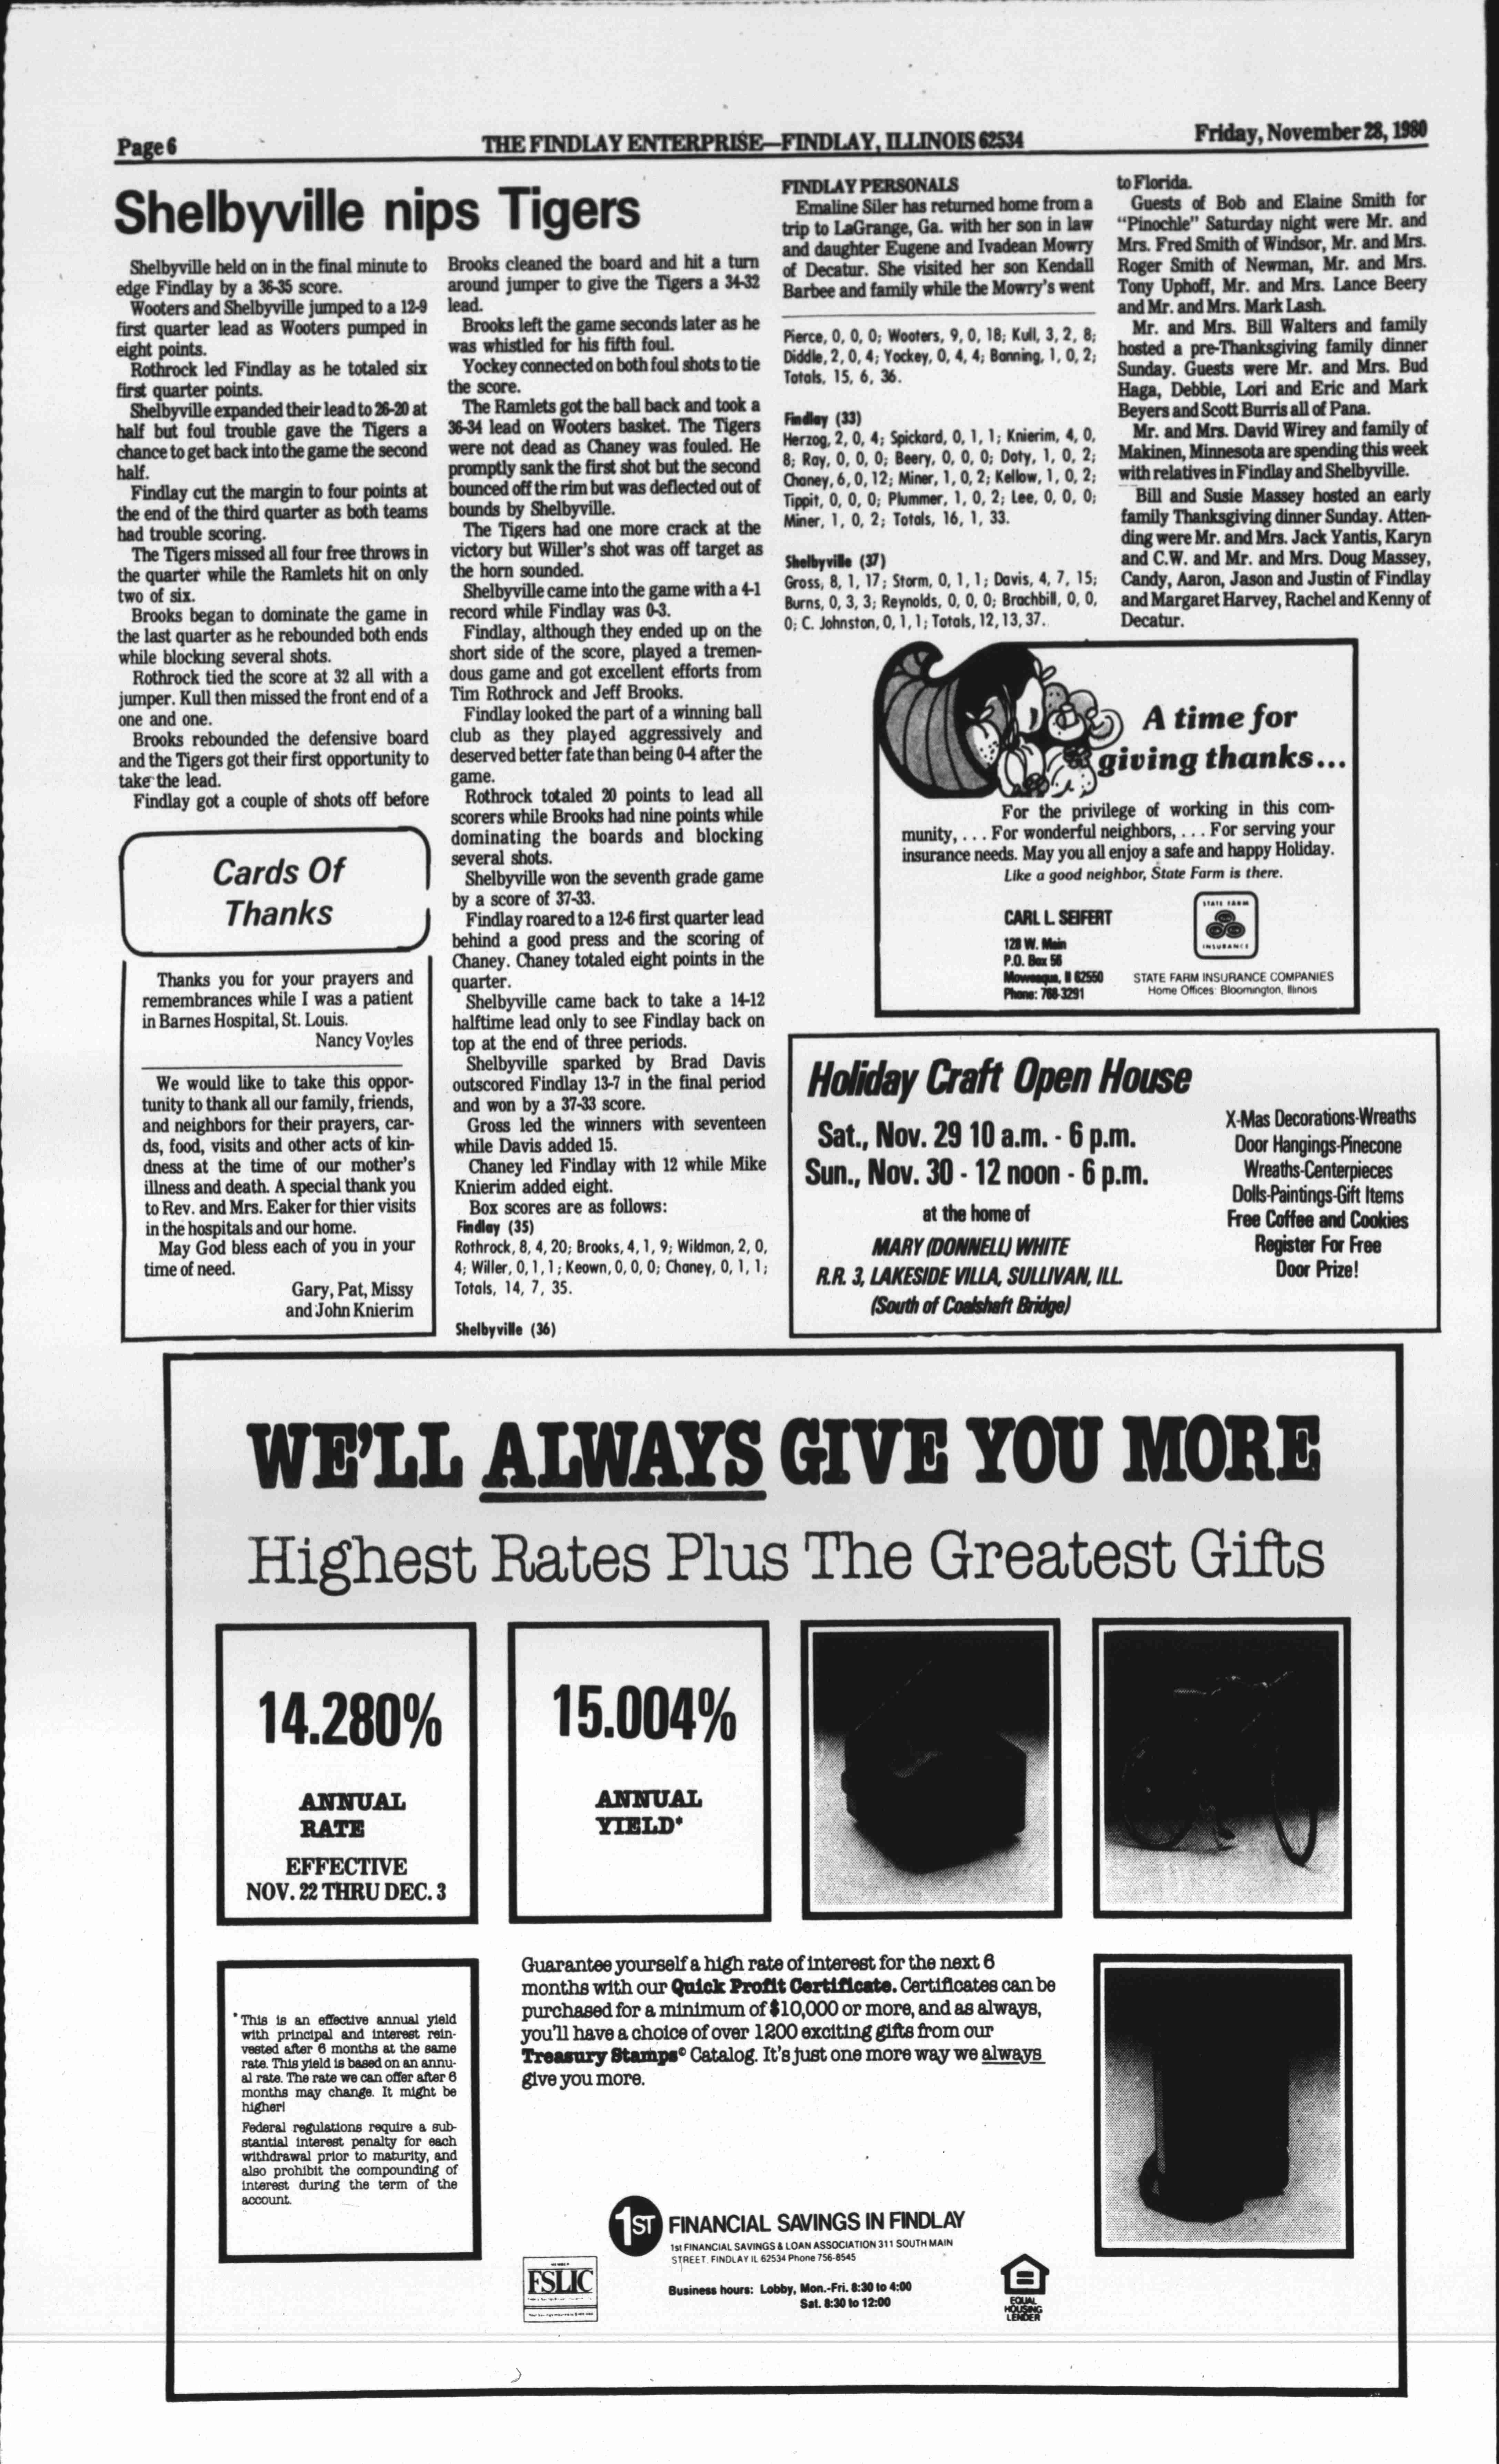 Page 6
THE FINDLAY ENTERPRISE—FINDLAY, ILLINOIS 62534
Friday, November 28, 1980
Shelbyville nips Tigers
Shelbyville held on in the final minute to
edge Findlay by a 36-35 score.
Wooters and Shelbyville jumped to a 12-9
first quarter lead as Wooters pumped in
eight points.
Rothrock led Findlay as he totaled six
first quarter points.
Shelbyville expanded their lead to 26-20 at
half but foul trouble gave the Tigers a
chance to get back into the game the second
half.
Findlay cut the margin to four points at
the end of the third quarter as both teams
had trouble scoring.
The Tigers missed all four free throws in
the quarter while the Ramlets hit on only
two of six.
Brooks began to dominate the game in
the last quarter as he rebounded both ends
while blocking several shots.
Rothrock tied the score at 32 all with a
jumper. Kull then missed the front end of a
one and one.
Brooks rebounded the defensive board
and the Tigers got their first opportunity to
take the lead.
Findlay got a couple of shots off before
Brooks cleaned the board and hit a turn
around jumper to give the Tigers a 34-32
lead.
Brooks left the game seconds later as he
was whistled for his fifth foul.
Yockey connected on both foul shots to tie
the score.
The Ramlets got the ball back and took a
36-34 lead on Wooters basket. The Tigers
were not dead as Chaney was fouled. He
promptly sank the first shot but the second
bounced off the rim but was deflected out of
bounds by Shelbyville.
The Tigers had one more crack at the
victory but Willer's shot was off target as
the horn sounded.
Shelbyville came into the game with a 4-1
record while Findlay was 0-3.
Findlay, although they ended up on the
short side of the score, played a tremen-
dous game and got excellent efforts from
Tim Rothrock and Jeff Brooks.
Findlay looked the part of a winning ball
club as they played aggressively and
deserved better fate than being 0-4 after the
game.
Rothrock totaled 20 points to lead all
scorers while Brooks had nine points while
dominating the boards and blocking
several shots.
Shelbyville won the seventh grade game
by a score of 37-33.
Findlay roared to a 12-6 first quarter lead
behind a good press and the scoring of
Chaney. Chaney totaled eight points in the
quarter.
Shelbyville came back to take a 14-12
halftime lead only to see Findlay back on
top at the end of three periods.
Shelbyville sparked by Brad Davis
outscored Findlay 13-7 in the final period
and won by a 37-33 score.
Gross led the winners with seventeen
while Davis added 15.
Chaney led Findlay with 12 while Mike
Knierim added eight.
Box scores are as follows:
Findlay (35)
Rothrock, 8, 4, 20; Brooks, 4, 1, 9; Wildman, 2, 0,
4; Willer, 0, 1, 1; Keown, 0, 0, 0; Chaney, 0, 1, 1;
Totals, 14, 7, 35.
Shelbyville (36)
Pierce, 0, 0, 0; Wooters, 9, 0, 18; Kull, 3, 2, 8;
Diddle, 2, 0, 4; Yockey, 0, 4, 4; Banning, 1, 0, 2;
Totals, 15, 6, 36.
Findlay (33)
Herzog, 2, 0, 4; Spickard, 0, 1, 1; Knierim, 4, 0,
8; Ray, 0, 0, 0; Beery, 0, 0, 0; Doty, 1, 0, 2;
Chaney, 6, 0, 12; Miner, 1, 0, 2; Kellow, 1, 0, 2;
Tippit, 0, 0, 0; Plummer, 1, 0, 2; Lee, 0, 0, 0;
Miner, 1, 0, 2; Totals, 16, 1, 33.
Shelbyville (37)
Gross, 8, 1, 17; Storm, 0, 1, 1; Davis, 4, 7, 15;
Burns, 0, 3, 3; Reynolds, 0, 0, 0; Brachbill, 0, 0,
0; C. Johnston, 0, 1, 1; Totals, 12, 13, 37.
Cards Of
Thanks
Thanks you for your prayers and
remembrances while I was a patient
in Barnes Hospital, St. Louis.
Nancy Voyles
We would like to take this oppor-
tunity to thank all our family, friends,
and neighbors for their prayers, car-
ds, food, visits and other acts of kin-
dness at the time of our mother's
illness and death. A special thank you
to Rev. and Mrs. Eaker for thier visits
in the hospitals and our home.
May God bless each of you in your
time of need.
Gary, Pat, Missy
and John Knierim
FINDLAY PERSONALS
Emaline Siler has returned home from a
trip to LaGrange, Ga. with her son in law
and daughter Eugene and Ivadean Mowry
of Decatur. She visited her son Kendall
Barbee and family while the Mowry's went
to Florida.
Guests of Bob and Elaine Smith for
"Pinochle" Saturday night were Mr. and
Mrs. Fred Smith of Windsor, Mr. and Mrs.
Roger Smith of Newman, Mr. and Mrs.
Tony Uphoff, Mr. and Mrs. Lance Beery
and Mr. and Mrs. Mark Lash.
Mr. and Mrs. Bill Walters and family
hosted a pre-Thanksgiving family dinner
Sunday. Guests were Mr. and Mrs. Bud
Haga, Debbie, Lori and Eric and Mark
Beyers and Scott Burris all of Pana.
Mr. and Mrs. David Wirey and family of
Makinen, Minnesota are spending this week
with relatives in Findlay and Shelbyville.
Bill and Susie Massey hosted an early
family Thanksgiving dinner Sunday. Atten-
ding were Mr. and Mrs. Jack Yantis, Karyn
and C.W. and Mr. and Mrs. Doug Massey,
Candy, Aaron, Jason and Justin of Findlay
and Margaret Harvey, Rachel and Kenny of
Decatur.
A time for
giving thanks...
For the privilege of working in this com-
munity, . . . For wonderful neighbors, . . . For serving your
insurance needs. May you all enjoy a safe and happy Holiday.
Like a good neighbor, State Farm is there.
CARL L. SEIFERT
128 W. Main
P.O. Box 56
Moweaqua, Il 62550
Phone: 768-3291
STATE FARM
INSURANCE
STATE FARM INSURANCE COMPANIES
Home Offices: Bloomington, Illinois
Holiday Craft Open House
Sat., Nov. 29 10 a.m. - 6 p.m.
Sun., Nov. 30 - 12 noon - 6 p.m.
at the home of
MARY (DONNELL) WHITE
R.R. 3, LAKESIDE VILLA, SULLIVAN, ILL.
(South of Coalshaft Bridge)
X-Mas Decorations-Wreaths
Door Hangings-Pinecone
Wreaths-Centerpieces
Dolls-Paintings-Gift Items
Free Coffee and Cookies
Register For Free
Door Prize!
WE'LL ALWAYS GIVE YOU MORE
Highest Rates Plus The Greatest Gifts
14.280%
ANNUAL
RATE
EFFECTIVE
NOV. 22 THRU DEC. 3
15.004%
ANNUAL
YIELD*
*This is an effective annual yield
with principal and interest rein-
vested after 6 months at the same
rate. This yield is based on an annu-
al rate. The rate we can offer after 6
months may change. It might be
higher!
Federal regulations require a sub-
stantial interest penalty for each
withdrawal prior to maturity, and
also prohibit the compounding of
interest during the term of the
account.
Guarantee yourself a high rate of interest for the next 6
months with our Quick Profit Certificate. Certificates can be
purchased for a minimum of $10,000 or more, and as always,
you'll have a choice of over 1200 exciting gifts from our
Treasury Stamps© Catalog. It's just one more way we always
give you more.
1ST FINANCIAL SAVINGS IN FINDLAY
1st FINANCIAL SAVINGS & LOAN ASSOCIATION 311 SOUTH MAIN
STREET, FINDLAY IL 62534 Phone 756-8545
Business hours: Lobby, Mon.-Fri. 8:30 to 4:00
Sat. 8:30 to 12:00
FSLIC
EQUAL
HOUSING
LENDER